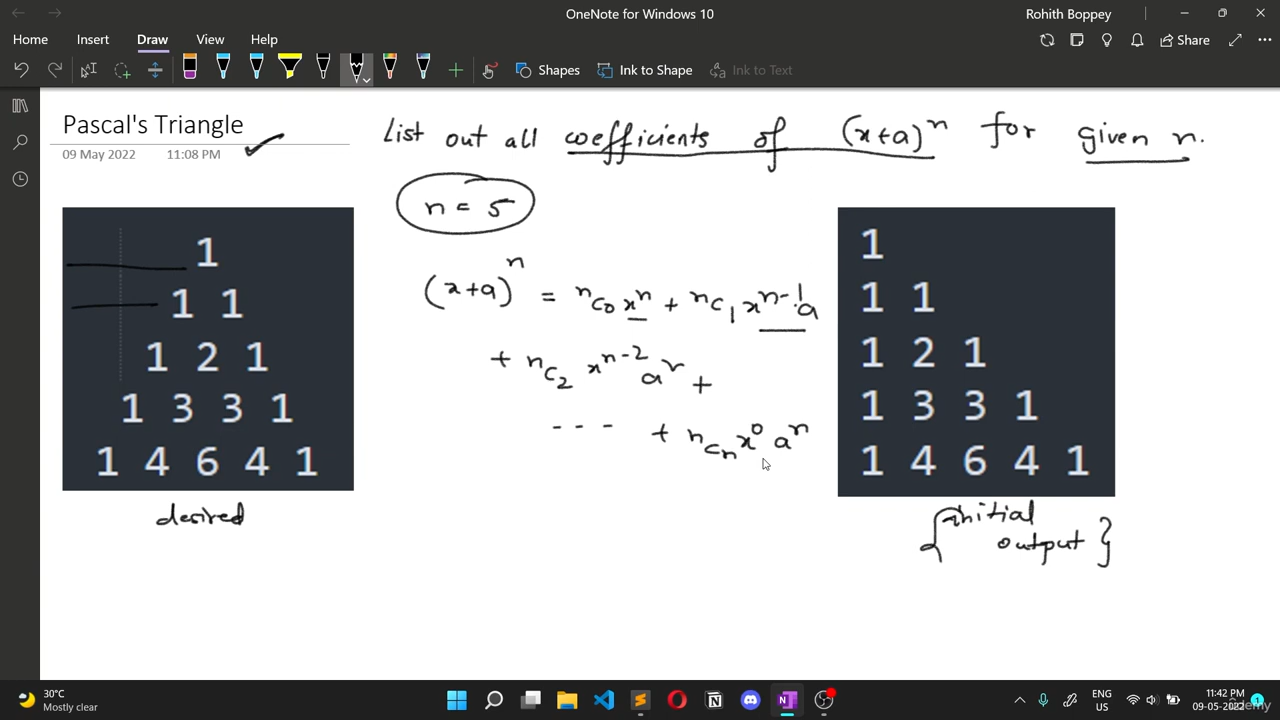 OneNote for Windows 10
Rohith Boppey
Home Insert Draw View Help
Share
Shapes
Ink to Shape
Ink to Text
Pascal's Triangle
09 May 2022 11:08 PM
List out all coefficients of (x+a)^n for given n.
n = 5
1
1 1
1 2 1
1 3 3 1
1 4 6 4 1
desired
(x+a)^n = nC0 x^n + nC1 x^n-1 a
+ nC2 x^n-2 a^2 +
--- + nCn x^0 a^n
1
1 1
1 2 1
1 3 3 1
1 4 6 4 1
{initial
output}
30°C
Mostly clear
ENG
US
11:42 PM
09-05-2022
1
Udemy